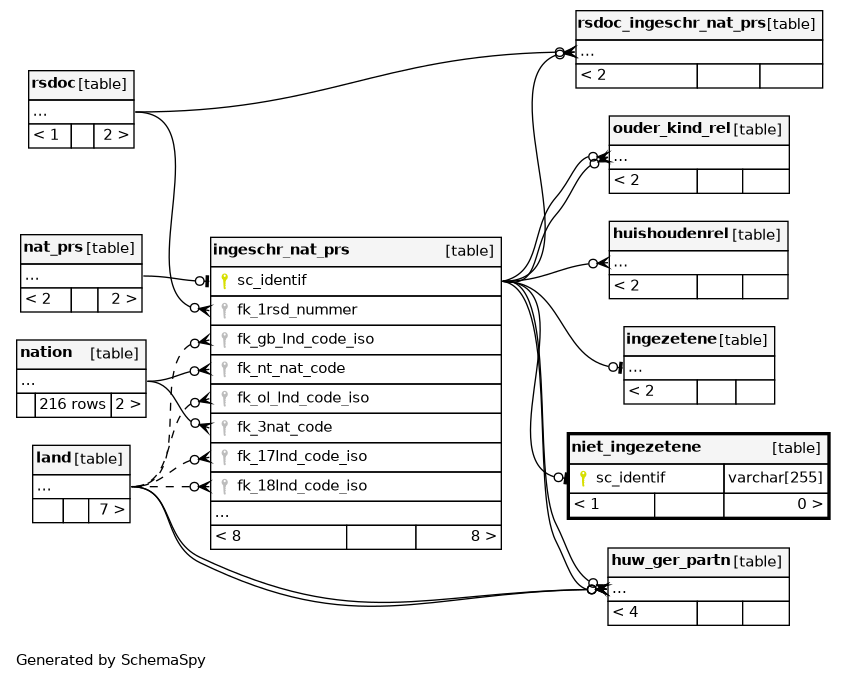 rsdoc_ingeschr_nat_prs [table]
...
< 2
rsdoc [table]
...
< 1 2 >
ouder_kind_rel [table]
...
< 2
nat_prs [table]
...
< 2 2 >
ingeschr_nat_prs [table]
sc_identif
fk_1rsd_nummer
fk_gb_lnd_code_iso
fk_nt_nat_code
fk_ol_lnd_code_iso
fk_3nat_code
fk_17lnd_code_iso
fk_18lnd_code_iso
...
< 8 8 >
huishoudenrel [table]
...
< 2
nation [table]
...
216 rows 2 >
ingezetene [table]
...
< 2
land [table]
...
7 >
niet_ingezetene [table]
sc_identif varchar[255]
< 1 0 >
huw_ger_partn [table]
...
< 4
Generated by SchemaSpy